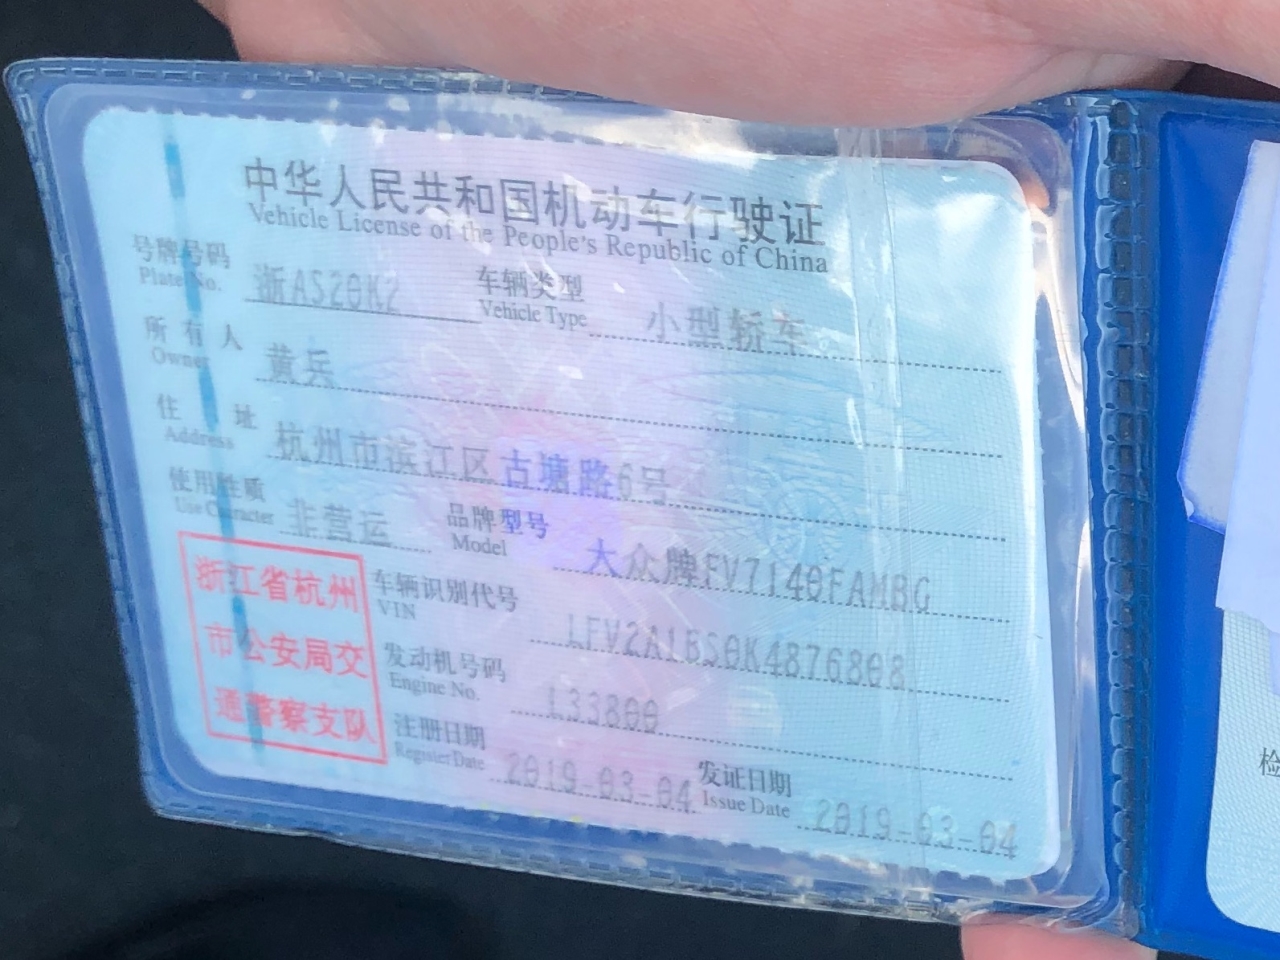 中华人民共和国机动车行驶证
Vehicle License of the People's Republic of China
号牌号码 浙AS20K2 车辆类型 小型轿车
Plate No. Vehicle Type
所有人 黄兵
Owner
住址 杭州市滨江区古塘路6号
Address
使用性质 非营运 品牌型号 大众牌FV7140FAMBG
Use Character Model
浙江省杭州
市公安局交
通警察支队
车辆识别代号 LFV2A1BS0K4876808
VIN
发动机号码 L33800
Engine No.
注册日期 2019-03-04 发证日期 2019-03-04
Register Date Issue Date
检